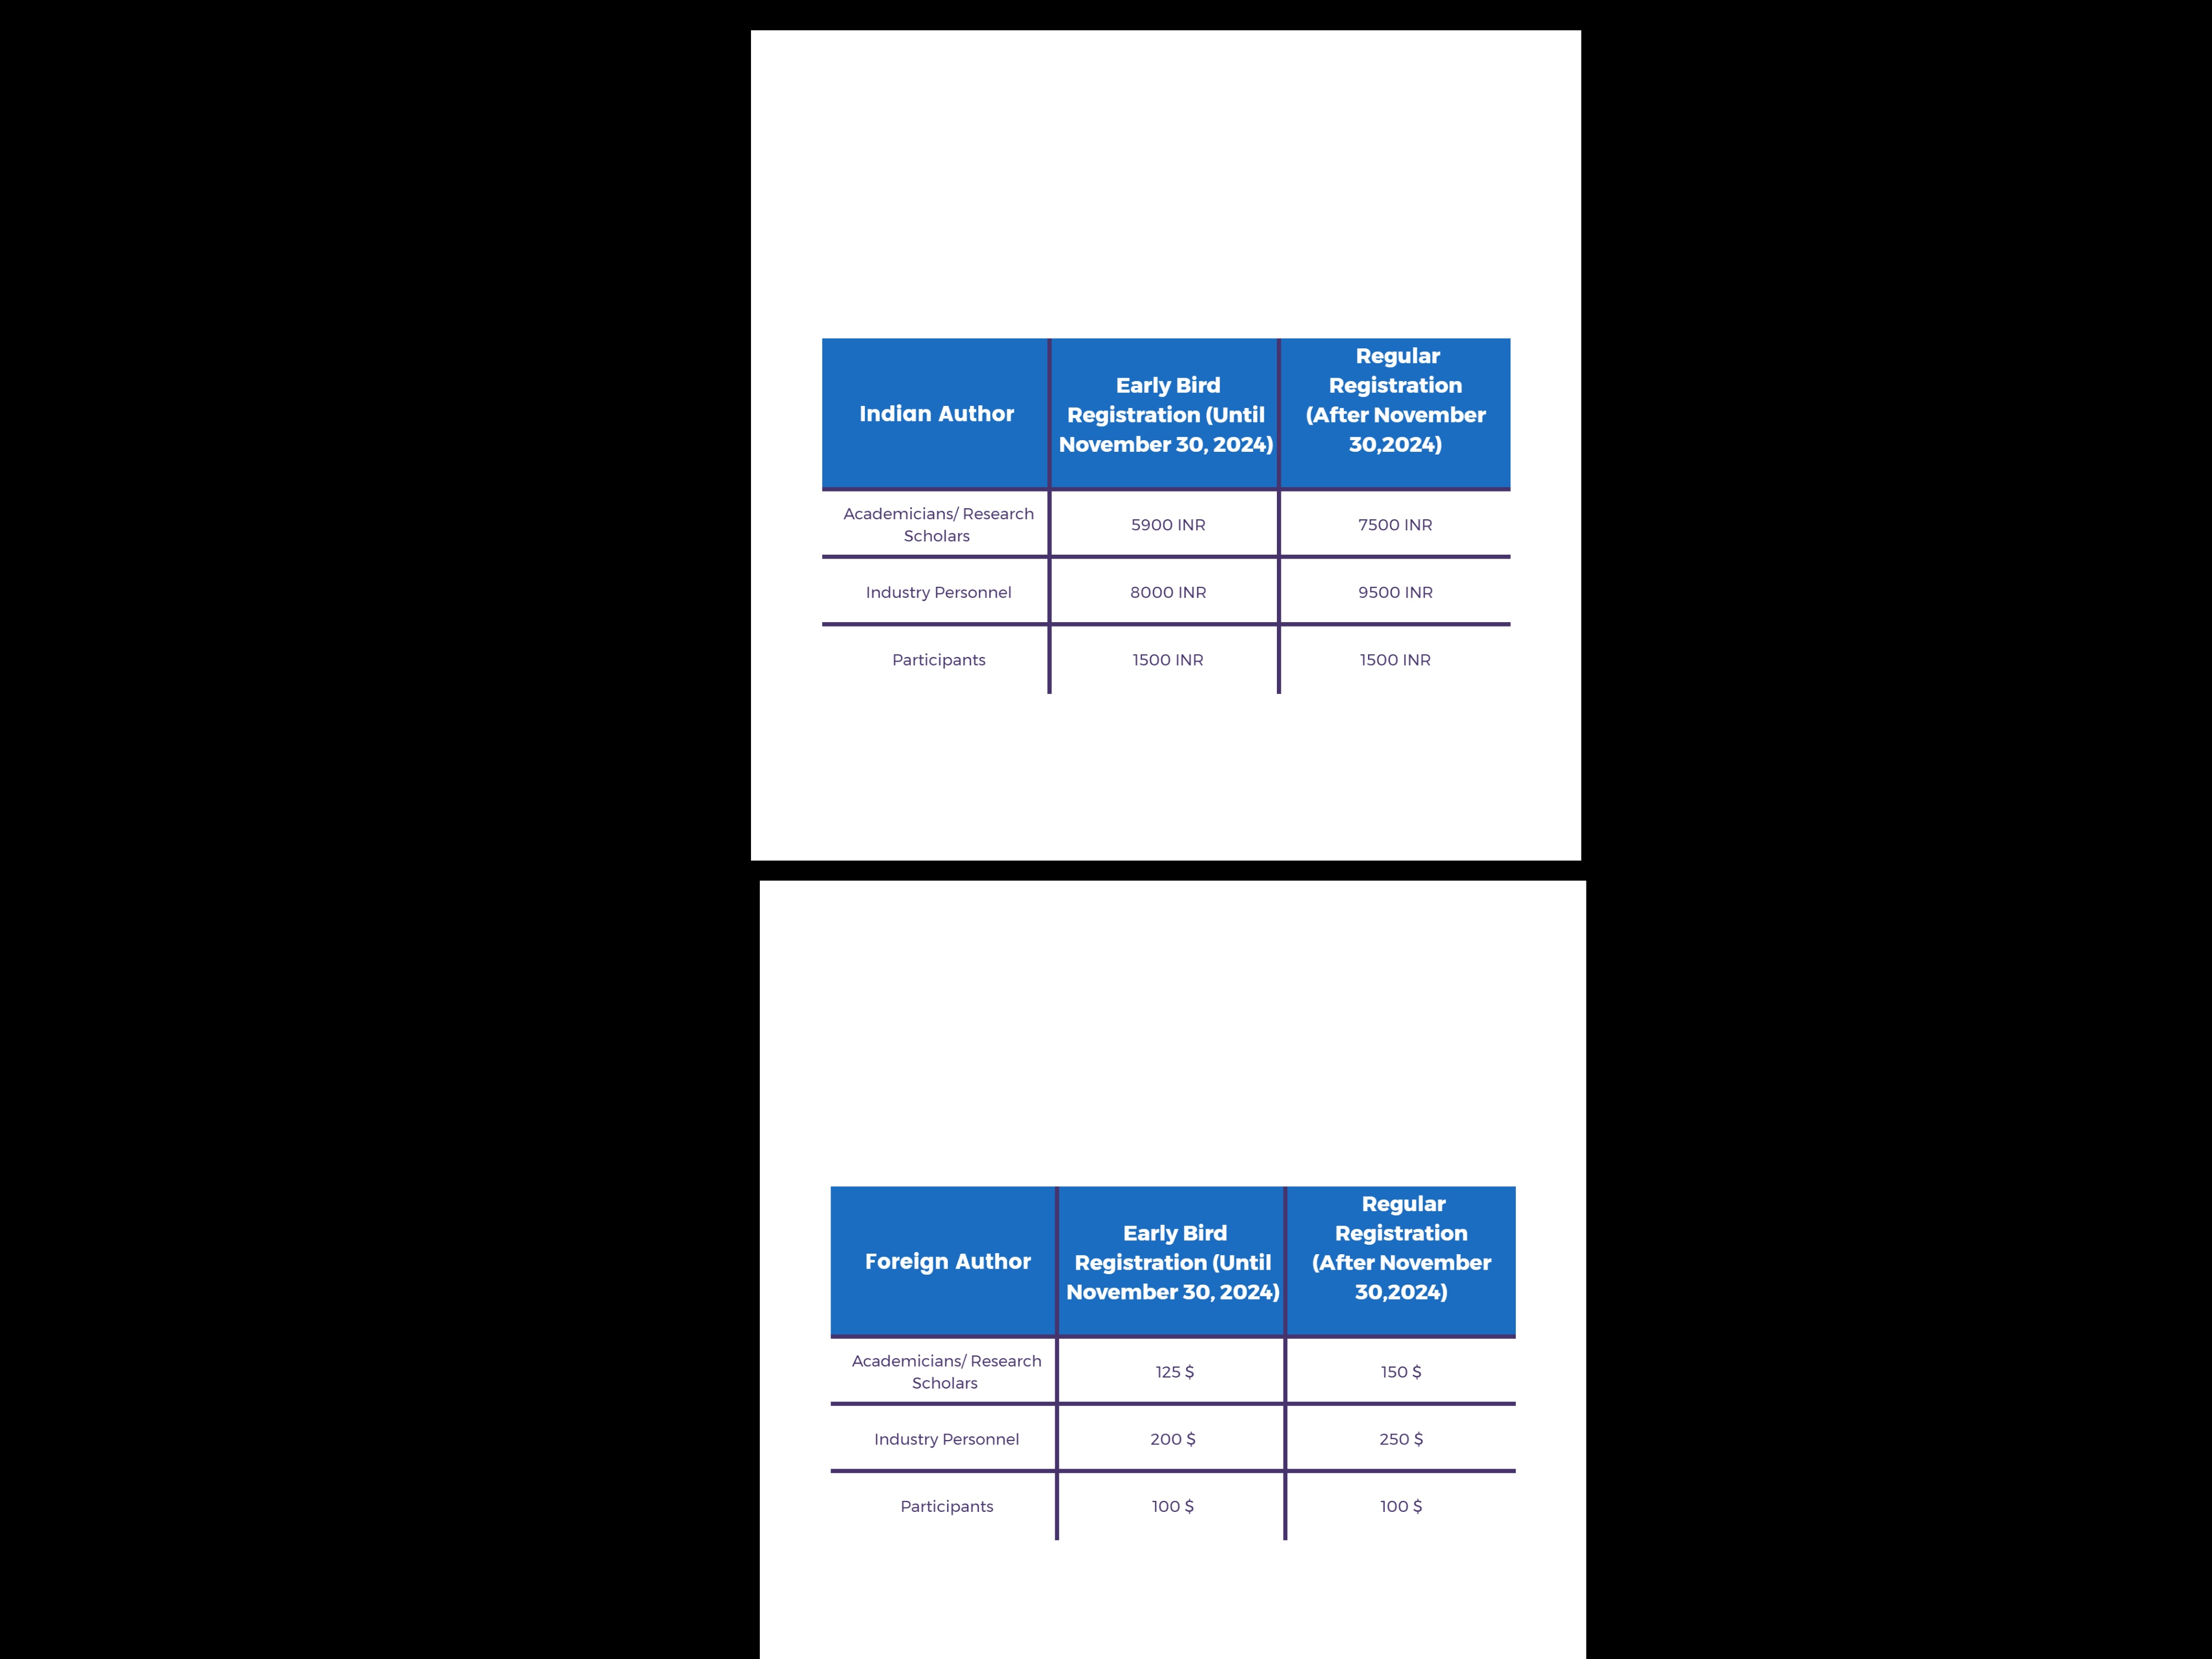 Indian Author
Early Bird
Registration (Until
November 30, 2024)
Regular
Registration
(After November
30,2024)
Academicians/ Research
Scholars
5900 INR
7500 INR
Industry Personnel
8000 INR
9500 INR
Participants
1500 INR
1500 INR
Foreign Author
Early Bird
Registration (Until
November 30, 2024)
Regular
Registration
(After November
30,2024)
Academicians/ Research
Scholars
125 $
150 $
Industry Personnel
200 $
250 $
Participants
100 $
100 $